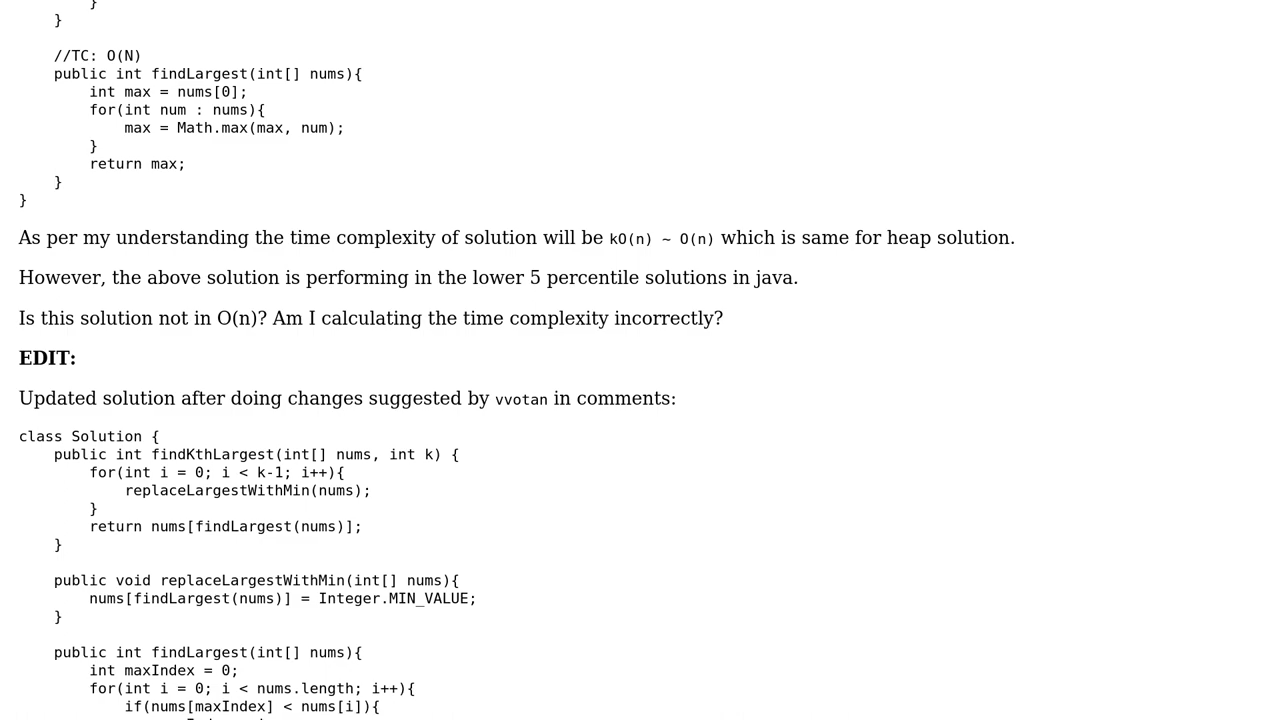 }
}
//TC: O(N)
public int findLargest(int[] nums){
int max = nums[0];
for(int num : nums){
max = Math.max(max, num);
}
return max;
}
}
As per my understanding the time complexity of solution will be kO(n) ~ O(n) which is same for heap solution.
However, the above solution is performing in the lower 5 percentile solutions in java.
Is this solution not in O(n)? Am I calculating the time complexity incorrectly?
EDIT:
Updated solution after doing changes suggested by vvotan in comments:
class Solution {
public int findKthLargest(int[] nums, int k) {
for(int i = 0; i < k-1; i++){
replaceLargestWithMin(nums);
}
return nums[findLargest(nums)];
}
public void replaceLargestWithMin(int[] nums){
nums[findLargest(nums)] = Integer.MIN_VALUE;
}
public int findLargest(int[] nums){
int maxIndex = 0;
for(int i = 0; i < nums.length; i++){
if(nums[maxIndex] < nums[i]){